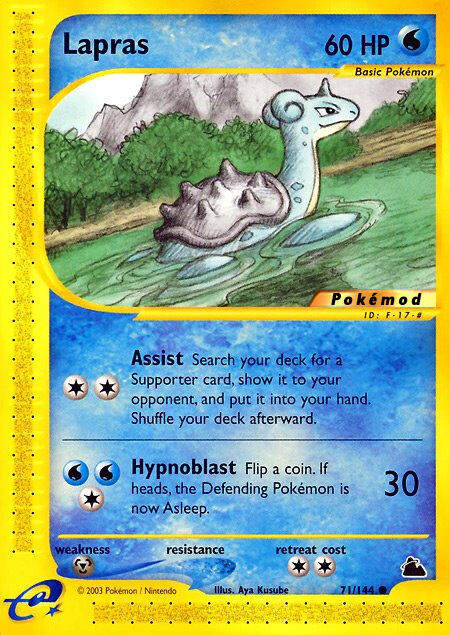 Lapras 60 HP
Basic Pokémon
Pokémod
ID: F-17-#
Assist Search your deck for a
Supporter card, show it to your
opponent, and put it into your hand.
Shuffle your deck afterward.
Hypnoblast Flip a coin. If
heads, the Defending Pokémon is
now Asleep.
30
weakness resistance retreat cost
© 2003 Pokémon / Nintendo Illus. Aya Kusube 71/144
e